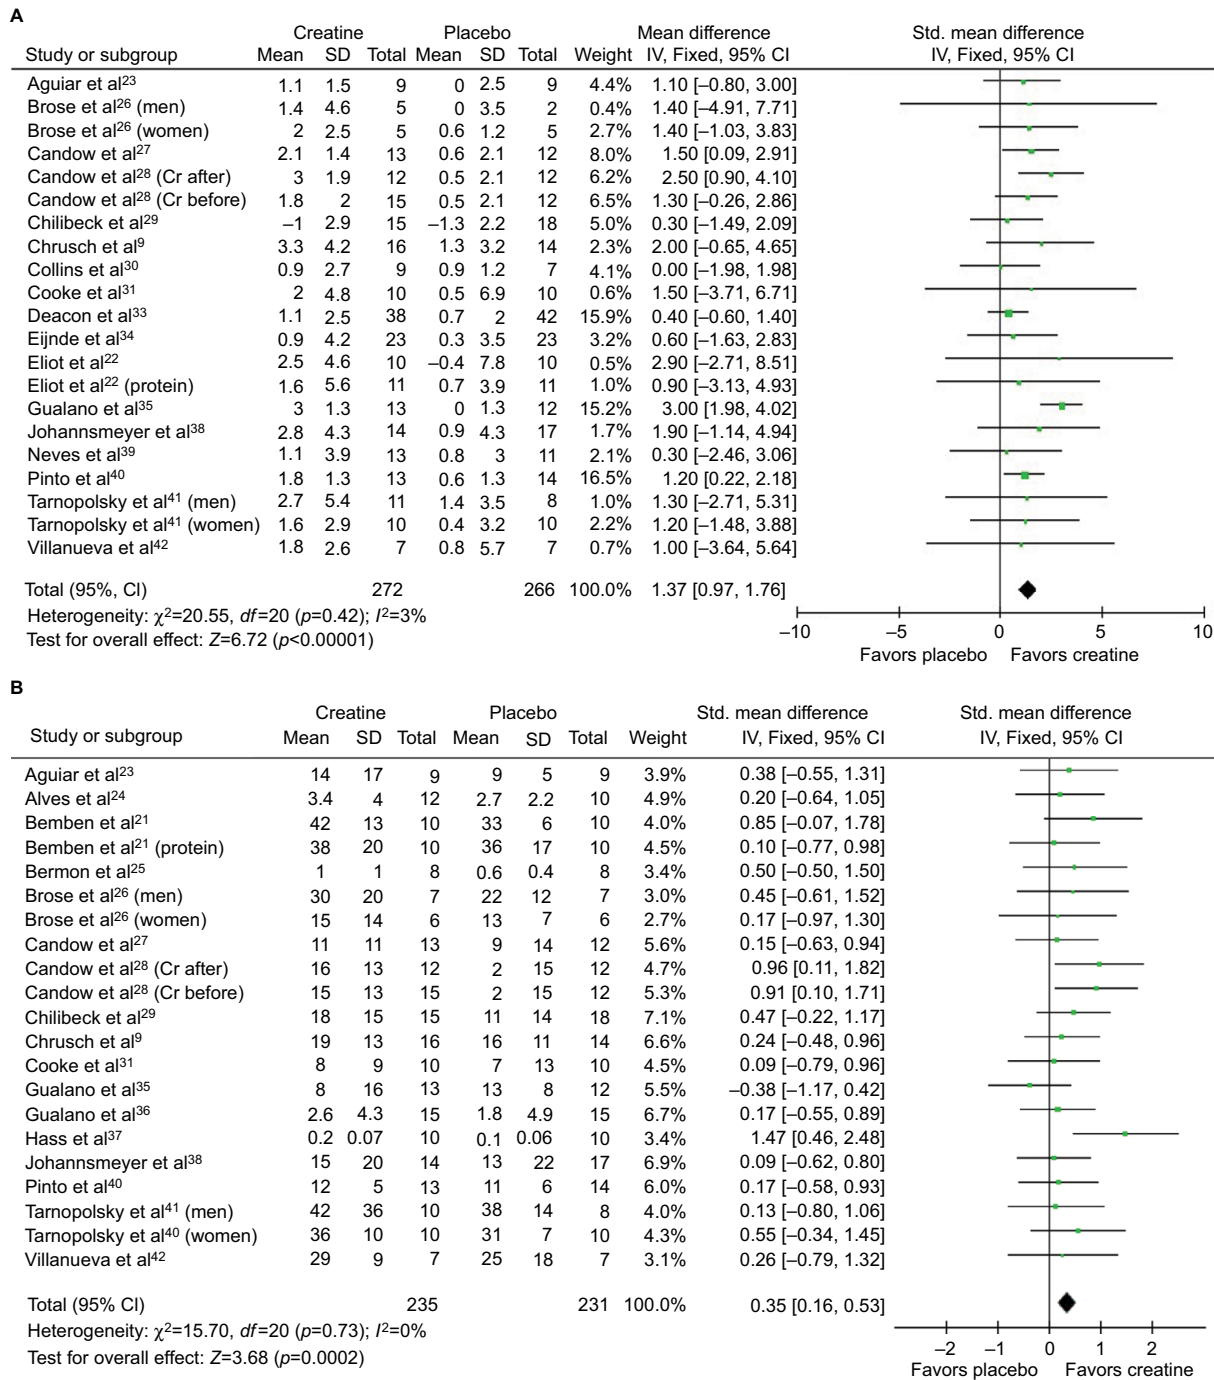 A
Creatine Placebo Mean difference Std. mean difference
Study or subgroup Mean SD Total Mean SD Total Weight IV, Fixed, 95% CI IV, Fixed, 95% CI
Aguiar et al23 1.1 1.5 9 0 2.5 9 4.4% 1.10 [–0.80, 3.00]
Brose et al26 (men) 1.4 4.6 5 0 3.5 2 0.4% 1.40 [–4.91, 7.71]
Brose et al26 (women) 2 2.5 5 0.6 1.2 5 2.7% 1.40 [–1.03, 3.83]
Candow et al27 2.1 1.4 13 0.6 2.1 12 8.0% 1.50 [0.09, 2.91]
Candow et al28 (Cr after) 3 1.9 12 0.5 2.1 12 6.2% 2.50 [0.90, 4.10]
Candow et al28 (Cr before) 1.8 2 15 0.5 2.1 12 6.5% 1.30 [–0.26, 2.86]
Chilibeck et al29 –1 2.9 15 –1.3 2.2 18 5.0% 0.30 [–1.49, 2.09]
Chrusch et al9 3.3 4.2 16 1.3 3.2 14 2.3% 2.00 [–0.65, 4.65]
Collins et al30 0.9 2.7 9 0.9 1.2 7 4.1% 0.00 [–1.98, 1.98]
Cooke et al31 2 4.8 10 0.5 6.9 10 0.6% 1.50 [–3.71, 6.71]
Deacon et al33 1.1 2.5 38 0.7 2 42 15.9% 0.40 [–0.60, 1.40]
Eijnde et al34 0.9 4.2 23 0.3 3.5 23 3.2% 0.60 [–1.63, 2.83]
Eliot et al22 2.5 4.6 10 –0.4 7.8 10 0.5% 2.90 [–2.71, 8.51]
Eliot et al22 (protein) 1.6 5.6 11 0.7 3.9 11 1.0% 0.90 [–3.13, 4.93]
Gualano et al35 3 1.3 13 0 1.3 12 15.2% 3.00 [1.98, 4.02]
Johannsmeyer et al38 2.8 4.3 14 0.9 4.3 17 1.7% 1.90 [–1.14, 4.94]
Neves et al39 1.1 3.9 13 0.8 3 11 2.1% 0.30 [–2.46, 3.06]
Pinto et al40 1.8 1.3 13 0.6 1.3 14 16.5% 1.20 [0.22, 2.18]
Tarnopolsky et al41 (men) 2.7 5.4 11 1.4 3.5 8 1.0% 1.30 [–2.71, 5.31]
Tarnopolsky et al41 (women) 1.6 2.9 10 0.4 3.2 10 2.2% 1.20 [–1.48, 3.88]
Villanueva et al42 1.8 2.6 7 0.8 5.7 7 0.7% 1.00 [–3.64, 5.64]
Total (95%, CI) 272 266 100.0% 1.37 [0.97, 1.76]
Heterogeneity: χ2=20.55, df=20 (p=0.42); I2=3%
Test for overall effect: Z=6.72 (p<0.00001)
–10 –5 0 5 10
Favors placebo Favors creatine
B
Creatine Placebo Std. mean difference Std. mean difference
Study or subgroup Mean SD Total Mean SD Total Weight IV, Fixed, 95% CI IV, Fixed, 95% CI
Aguiar et al23 14 17 9 9 5 9 3.9% 0.38 [–0.55, 1.31]
Alves et al24 3.4 4 12 2.7 2.2 10 4.9% 0.20 [–0.64, 1.05]
Bemben et al21 42 13 10 33 6 10 4.0% 0.85 [–0.07, 1.78]
Bemben et al21 (protein) 38 20 10 36 17 10 4.5% 0.10 [–0.77, 0.98]
Bermon et al25 1 1 8 0.6 0.4 8 3.4% 0.50 [–0.50, 1.50]
Brose et al26 (men) 30 20 7 22 12 7 3.0% 0.45 [–0.61, 1.52]
Brose et al26 (women) 15 14 6 13 7 6 2.7% 0.17 [–0.97, 1.30]
Candow et al27 11 11 13 9 14 12 5.6% 0.15 [–0.63, 0.94]
Candow et al28 (Cr after) 16 13 12 2 15 12 4.7% 0.96 [0.11, 1.82]
Candow et al28 (Cr before) 15 13 15 2 15 12 5.3% 0.91 [0.10, 1.71]
Chilibeck et al29 18 15 15 11 14 18 7.1% 0.47 [–0.22, 1.17]
Chrusch et al9 19 13 16 16 11 14 6.6% 0.24 [–0.48, 0.96]
Cooke et al31 8 9 10 7 13 10 4.5% 0.09 [–0.79, 0.96]
Gualano et al35 8 16 13 13 8 12 5.5% –0.38 [–1.17, 0.42]
Gualano et al36 2.6 4.3 15 1.8 4.9 15 6.7% 0.17 [–0.55, 0.89]
Hass et al37 0.2 0.07 10 0.1 0.06 10 3.4% 1.47 [0.46, 2.48]
Johannsmeyer et al38 15 20 14 13 22 17 6.9% 0.09 [–0.62, 0.80]
Pinto et al40 12 5 13 11 6 14 6.0% 0.17 [–0.58, 0.93]
Tarnopolsky et al41 (men) 42 36 10 38 14 8 4.0% 0.13 [–0.80, 1.06]
Tarnopolsky et al40 (women) 36 10 10 31 7 10 4.3% 0.55 [–0.34, 1.45]
Villanueva et al42 29 9 7 25 18 7 3.1% 0.26 [–0.79, 1.32]
Total (95% CI) 235 231 100.0% 0.35 [0.16, 0.53]
Heterogeneity: χ2=15.70, df=20 (p=0.73); I2=0%
Test for overall effect: Z=3.68 (p=0.0002)
–2 –1 0 1 2
Favors placebo Favors creatine